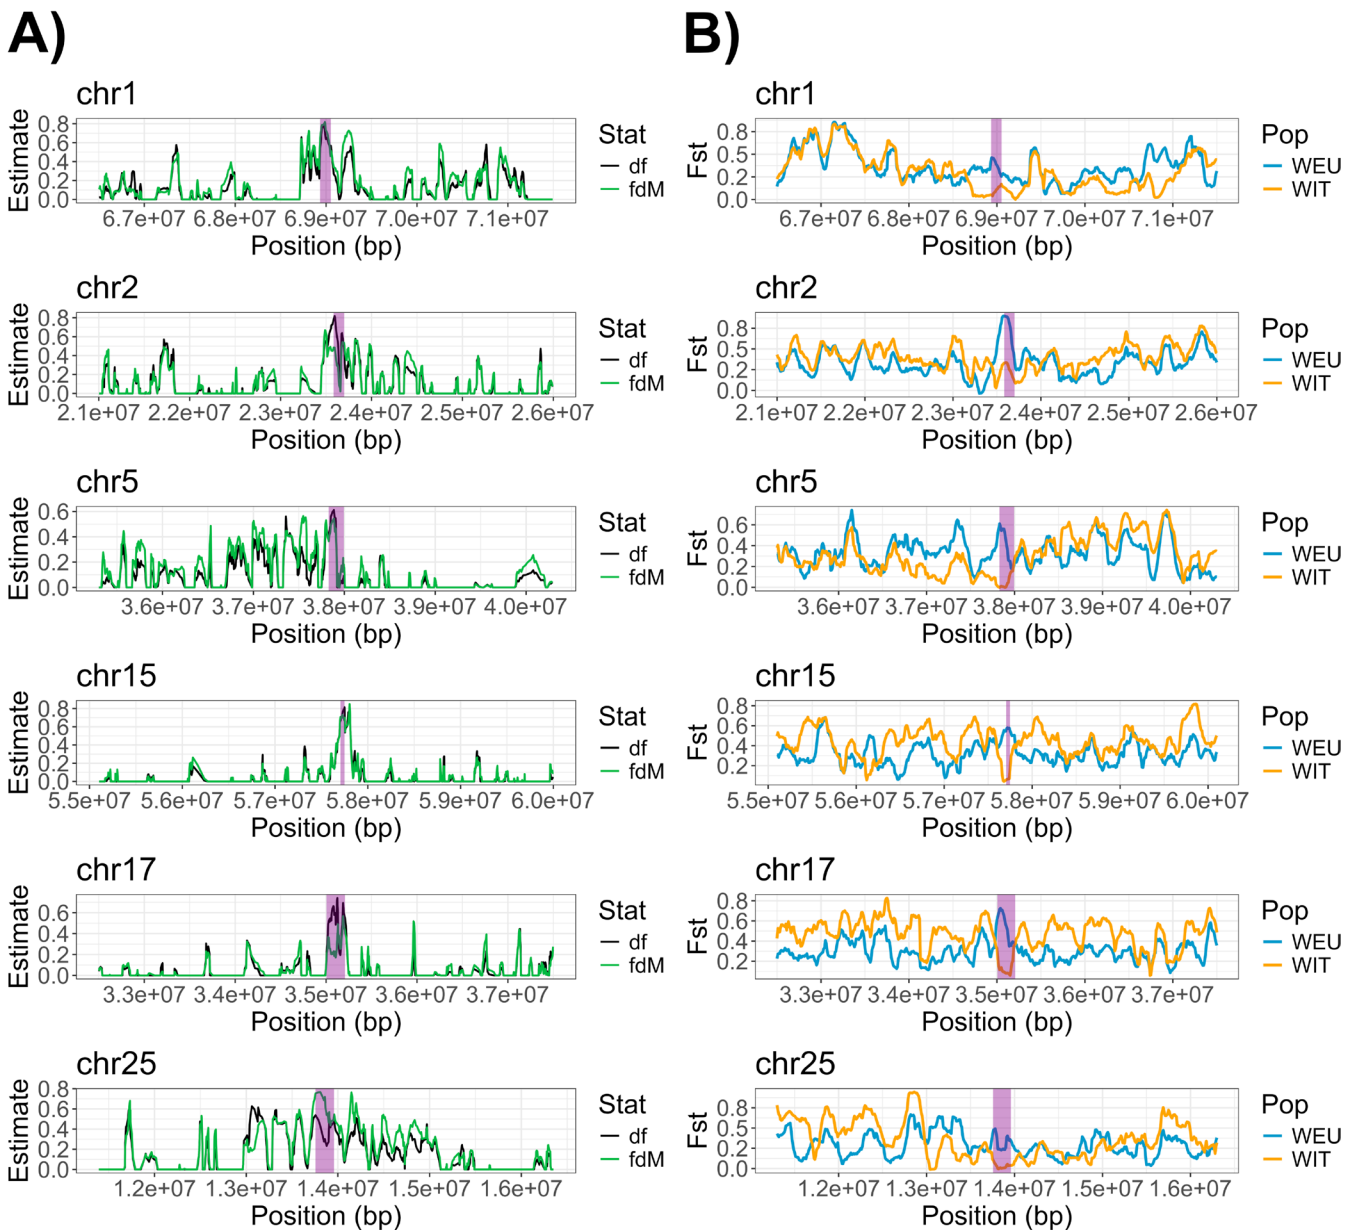 A)
B)
chr1
Estimate
0.8
0.6
0.4
0.2
0.0
6.7e+07 6.8e+07 6.9e+07 7.0e+07 7.1e+07
Position (bp)
Stat
df
fdM
chr1
Fst
0.8
0.5
0.2
0.0
6.7e+07 6.8e+07 6.9e+07 7.0e+07 7.1e+07
Position (bp)
Pop
WEU
WIT
chr2
Estimate
0.8
0.6
0.4
0.2
0.0
2.1e+07 2.2e+07 2.3e+07 2.4e+07 2.5e+07 2.6e+07
Position (bp)
Stat
df
fdM
chr2
Fst
0.8
0.5
0.2
0.0
2.1e+07 2.2e+07 2.3e+07 2.4e+07 2.5e+07 2.6e+07
Position (bp)
Pop
WEU
WIT
chr5
Estimate
0.6
0.4
0.2
0.0
3.6e+07 3.7e+07 3.8e+07 3.9e+07 4.0e+07
Position (bp)
Stat
df
fdM
chr5
Fst
0.6
0.4
0.2
0.0
3.6e+07 3.7e+07 3.8e+07 3.9e+07 4.0e+07
Position (bp)
Pop
WEU
WIT
chr15
Estimate
0.8
0.6
0.4
0.2
0.0
5.5e+07 5.6e+07 5.7e+07 5.8e+07 5.9e+07 6.0e+07
Position (bp)
Stat
df
fdM
chr15
Fst
0.8
0.6
0.4
0.2
5.5e+07 5.6e+07 5.7e+07 5.8e+07 5.9e+07 6.0e+07
Position (bp)
Pop
WEU
WIT
chr17
Estimate
0.6
0.4
0.2
0.0
3.3e+07 3.4e+07 3.5e+07 3.6e+07 3.7e+07
Position (bp)
Stat
df
fdM
chr17
Fst
0.8
0.6
0.4
0.2
3.3e+07 3.4e+07 3.5e+07 3.6e+07 3.7e+07
Position (bp)
Pop
WEU
WIT
chr25
Estimate
0.8
0.6
0.4
0.2
0.0
1.2e+07 1.3e+07 1.4e+07 1.5e+07 1.6e+07
Position (bp)
Stat
df
fdM
chr25
Fst
0.8
0.5
0.2
0.0
1.2e+07 1.3e+07 1.4e+07 1.5e+07 1.6e+07
Position (bp)
Pop
WEU
WIT